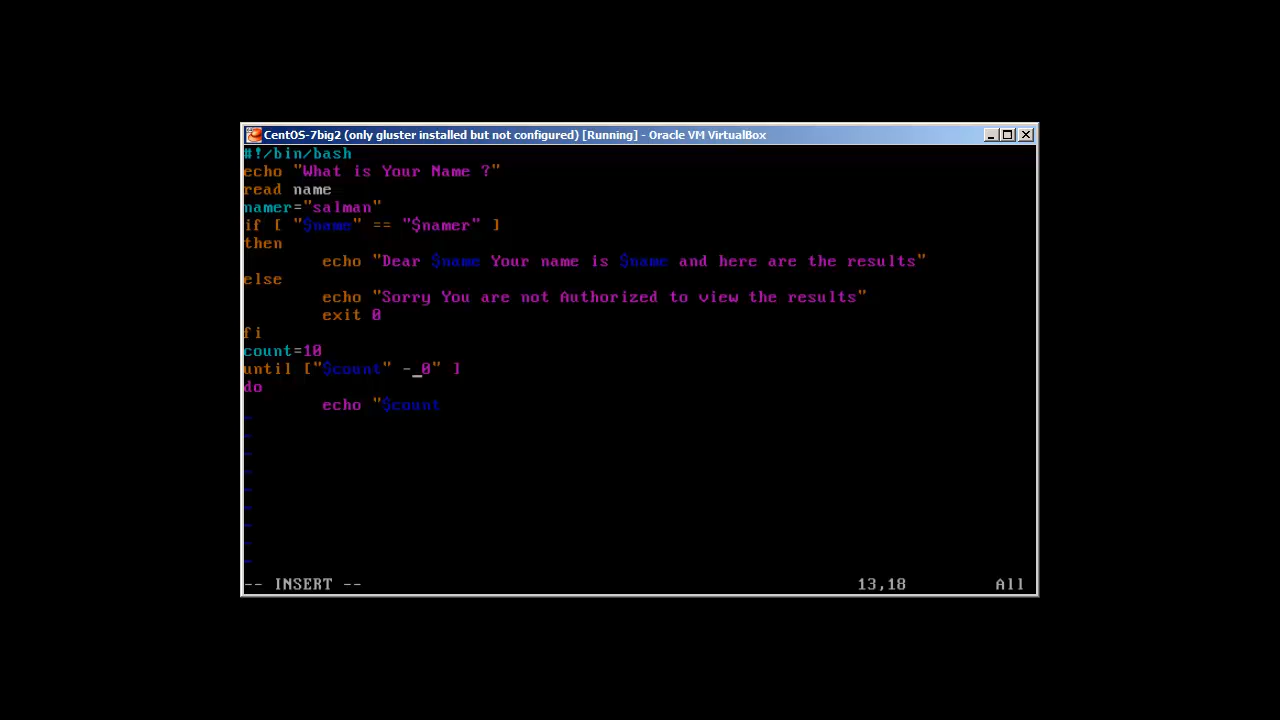 CentOS-7big2 (only gluster installed but not configured) [Running] - Oracle VM VirtualBox
#!/bin/bash
echo "What is Your Name ?"
read name
namer="salman"
if [ "$name" == "$namer" ]
then
        echo "Dear $name Your name is $name and here are the results"
else
        echo "Sorry You are not Authorized to view the results"
        exit 0
fi
count=10
until ["$count" -_0" ]
do
        echo "$count
~
~
~
~
~
~
~
~
~
-- INSERT -- 13,18 All